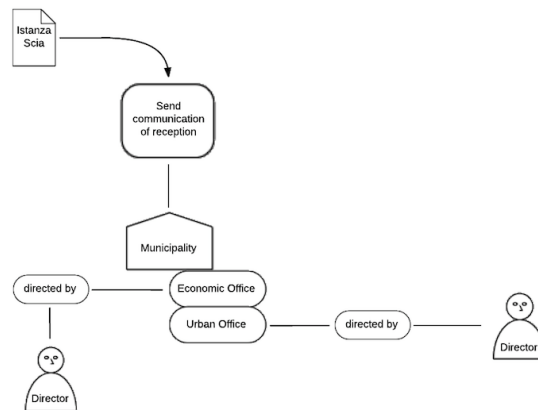 Istanza
Scia
Send
communication
of reception
Municipality
directed by
Economic Office
Urban Office
directed by
Director
Director